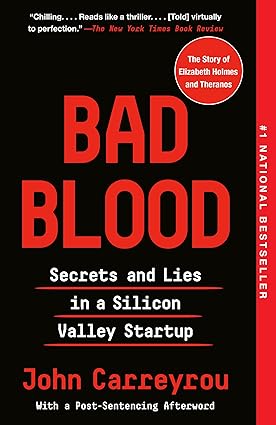 "Chilling. . . . Reads like a thriller. . . . [Told] virtually
to perfection." —The New York Times Book Review
The Story of
Elizabeth Holmes
and Theranos
BAD
BLOOD
#1 NATIONAL BESTSELLER
Secrets and Lies
in a Silicon
Valley Startup
John Carreyrou
With a Post-Sentencing Afterword